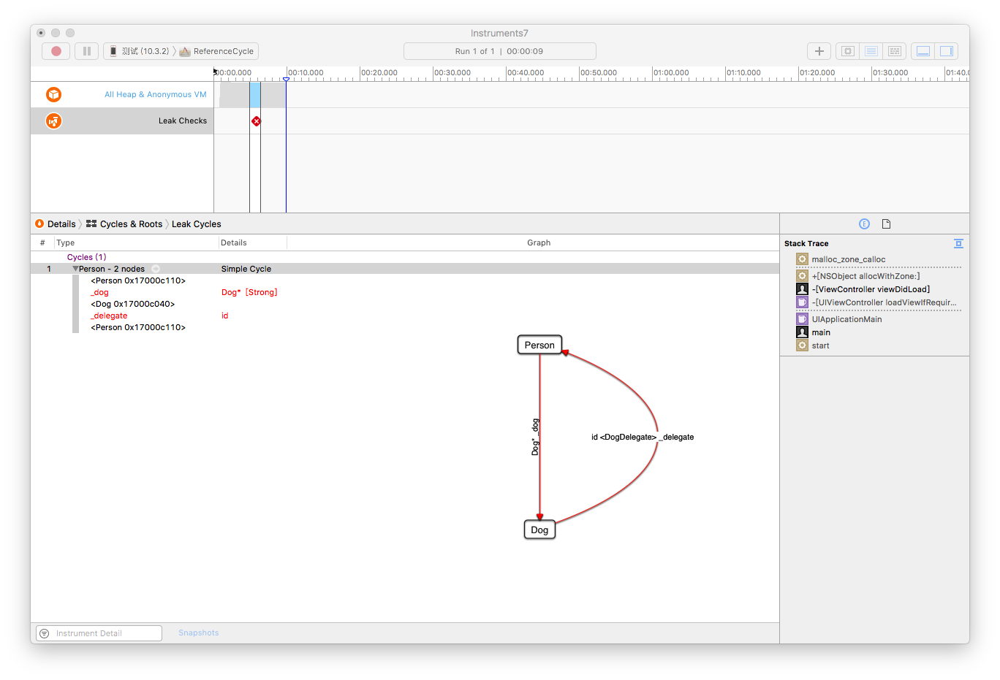 Instruments7
测试 (10.3.2) ReferenceCycle
Run 1 of 1 | 00:00:09
00:00.000 00:10.000 00:20.000 00:30.000 00:40.000 00:50.000 01:00.000 01:10.000 01:20.000 01:30.000 01:40.0
All Heap & Anonymous VM
Leak Checks
Details Cycles & Roots Leak Cycles
# Type Details Graph
Cycles (1)
1 Person - 2 nodes Simple Cycle
<Person 0x17000c110>
_dog Dog* [Strong]
<Dog 0x17000c040>
_delegate id
<Person 0x17000c110>
Person
Dog* _dog
id <DogDelegate> _delegate
Dog
E
Stack Trace
malloc_zone_calloc
+[NSObject allocWithZone:]
-[ViewController viewDidLoad]
-[UIViewController loadViewIfRequir...
UIApplicationMain
main
start
Instrument Detail
Snapshots